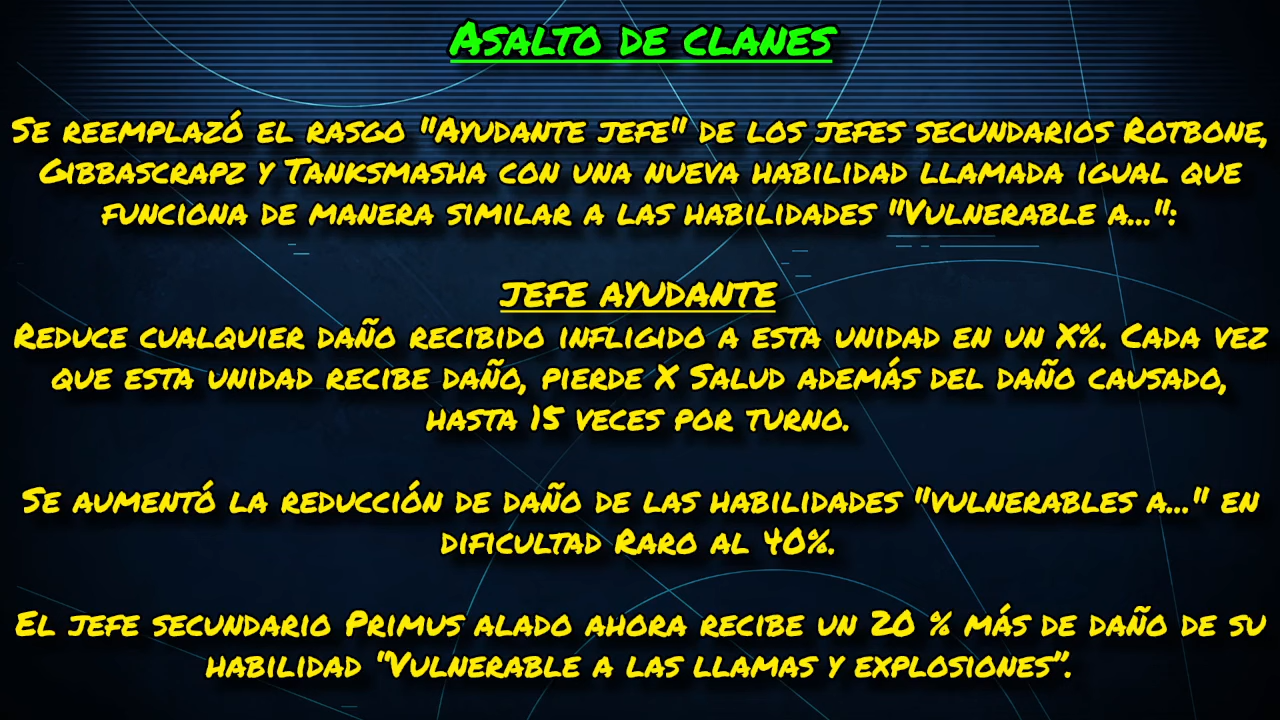 Asalto de clanes
Se reemplazó el rasgo "Ayudante jefe" de los jefes secundarios Rotbone,
Gibbascrapz y Tanksmasha con una nueva habilidad llamada igual que
funciona de manera similar a las habilidades "Vulnerable a...":
JEFE AYUDANTE
Reduce cualquier daño recibido infligido a esta unidad en un X%. Cada vez
que esta unidad recibe daño, pierde X Salud además del daño causado,
hasta 15 veces por turno.
Se aumentó la reducción de daño de las habilidades "vulnerables a..." en
dificultad Raro al 40%.
El jefe secundario Primus alado ahora recibe un 20 % más de daño de su
habilidad “Vulnerable a las llamas y explosiones”.